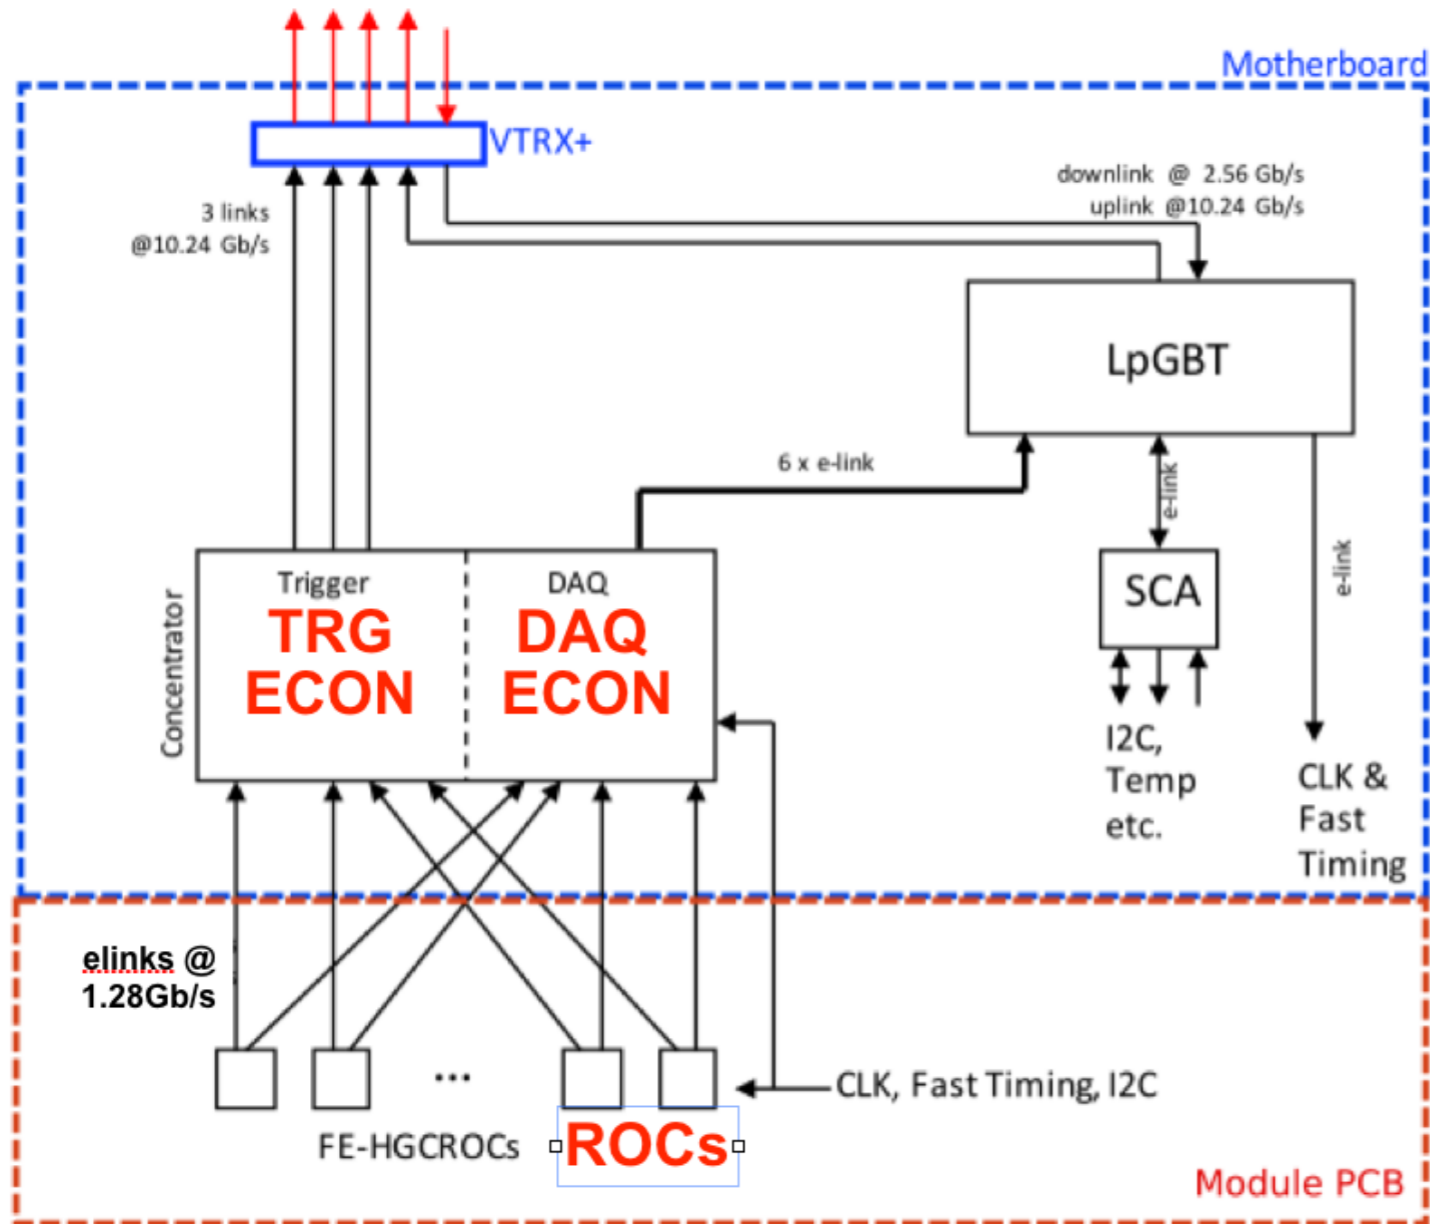 Motherboard
VTRX+
downlink @ 2.56 Gb/s
uplink @10.24 Gb/s
3 links
@10.24 Gb/s
LpGBT
6 x e-link
e-link
e-link
Concentrator
Trigger
TRG
ECON
DAQ
DAQ
ECON
SCA
I2C,
Temp
etc.
CLK &
Fast
Timing
elinks @
1.28Gb/s
...
CLK, Fast Timing, I2C
FE-HGCROCs
ROCs
Module PCB